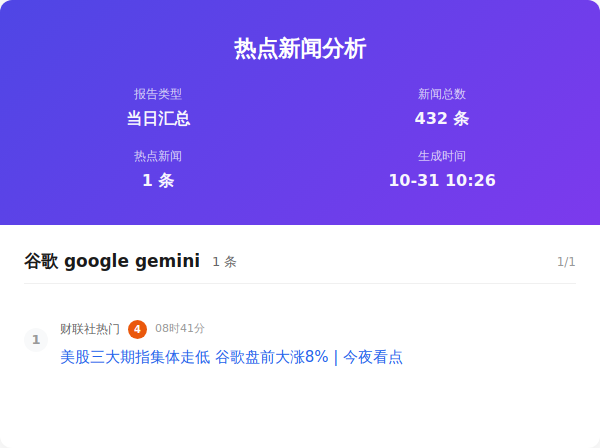 热点新闻分析
报告类型 新闻总数
当日汇总 432 条
热点新闻 生成时间
1 条 10-31 10:26
谷歌 google gemini 1 条 1/1
财联社热门 4 08时41分
1
美股三大期指集体走低 谷歌盘前大涨8% | 今夜看点